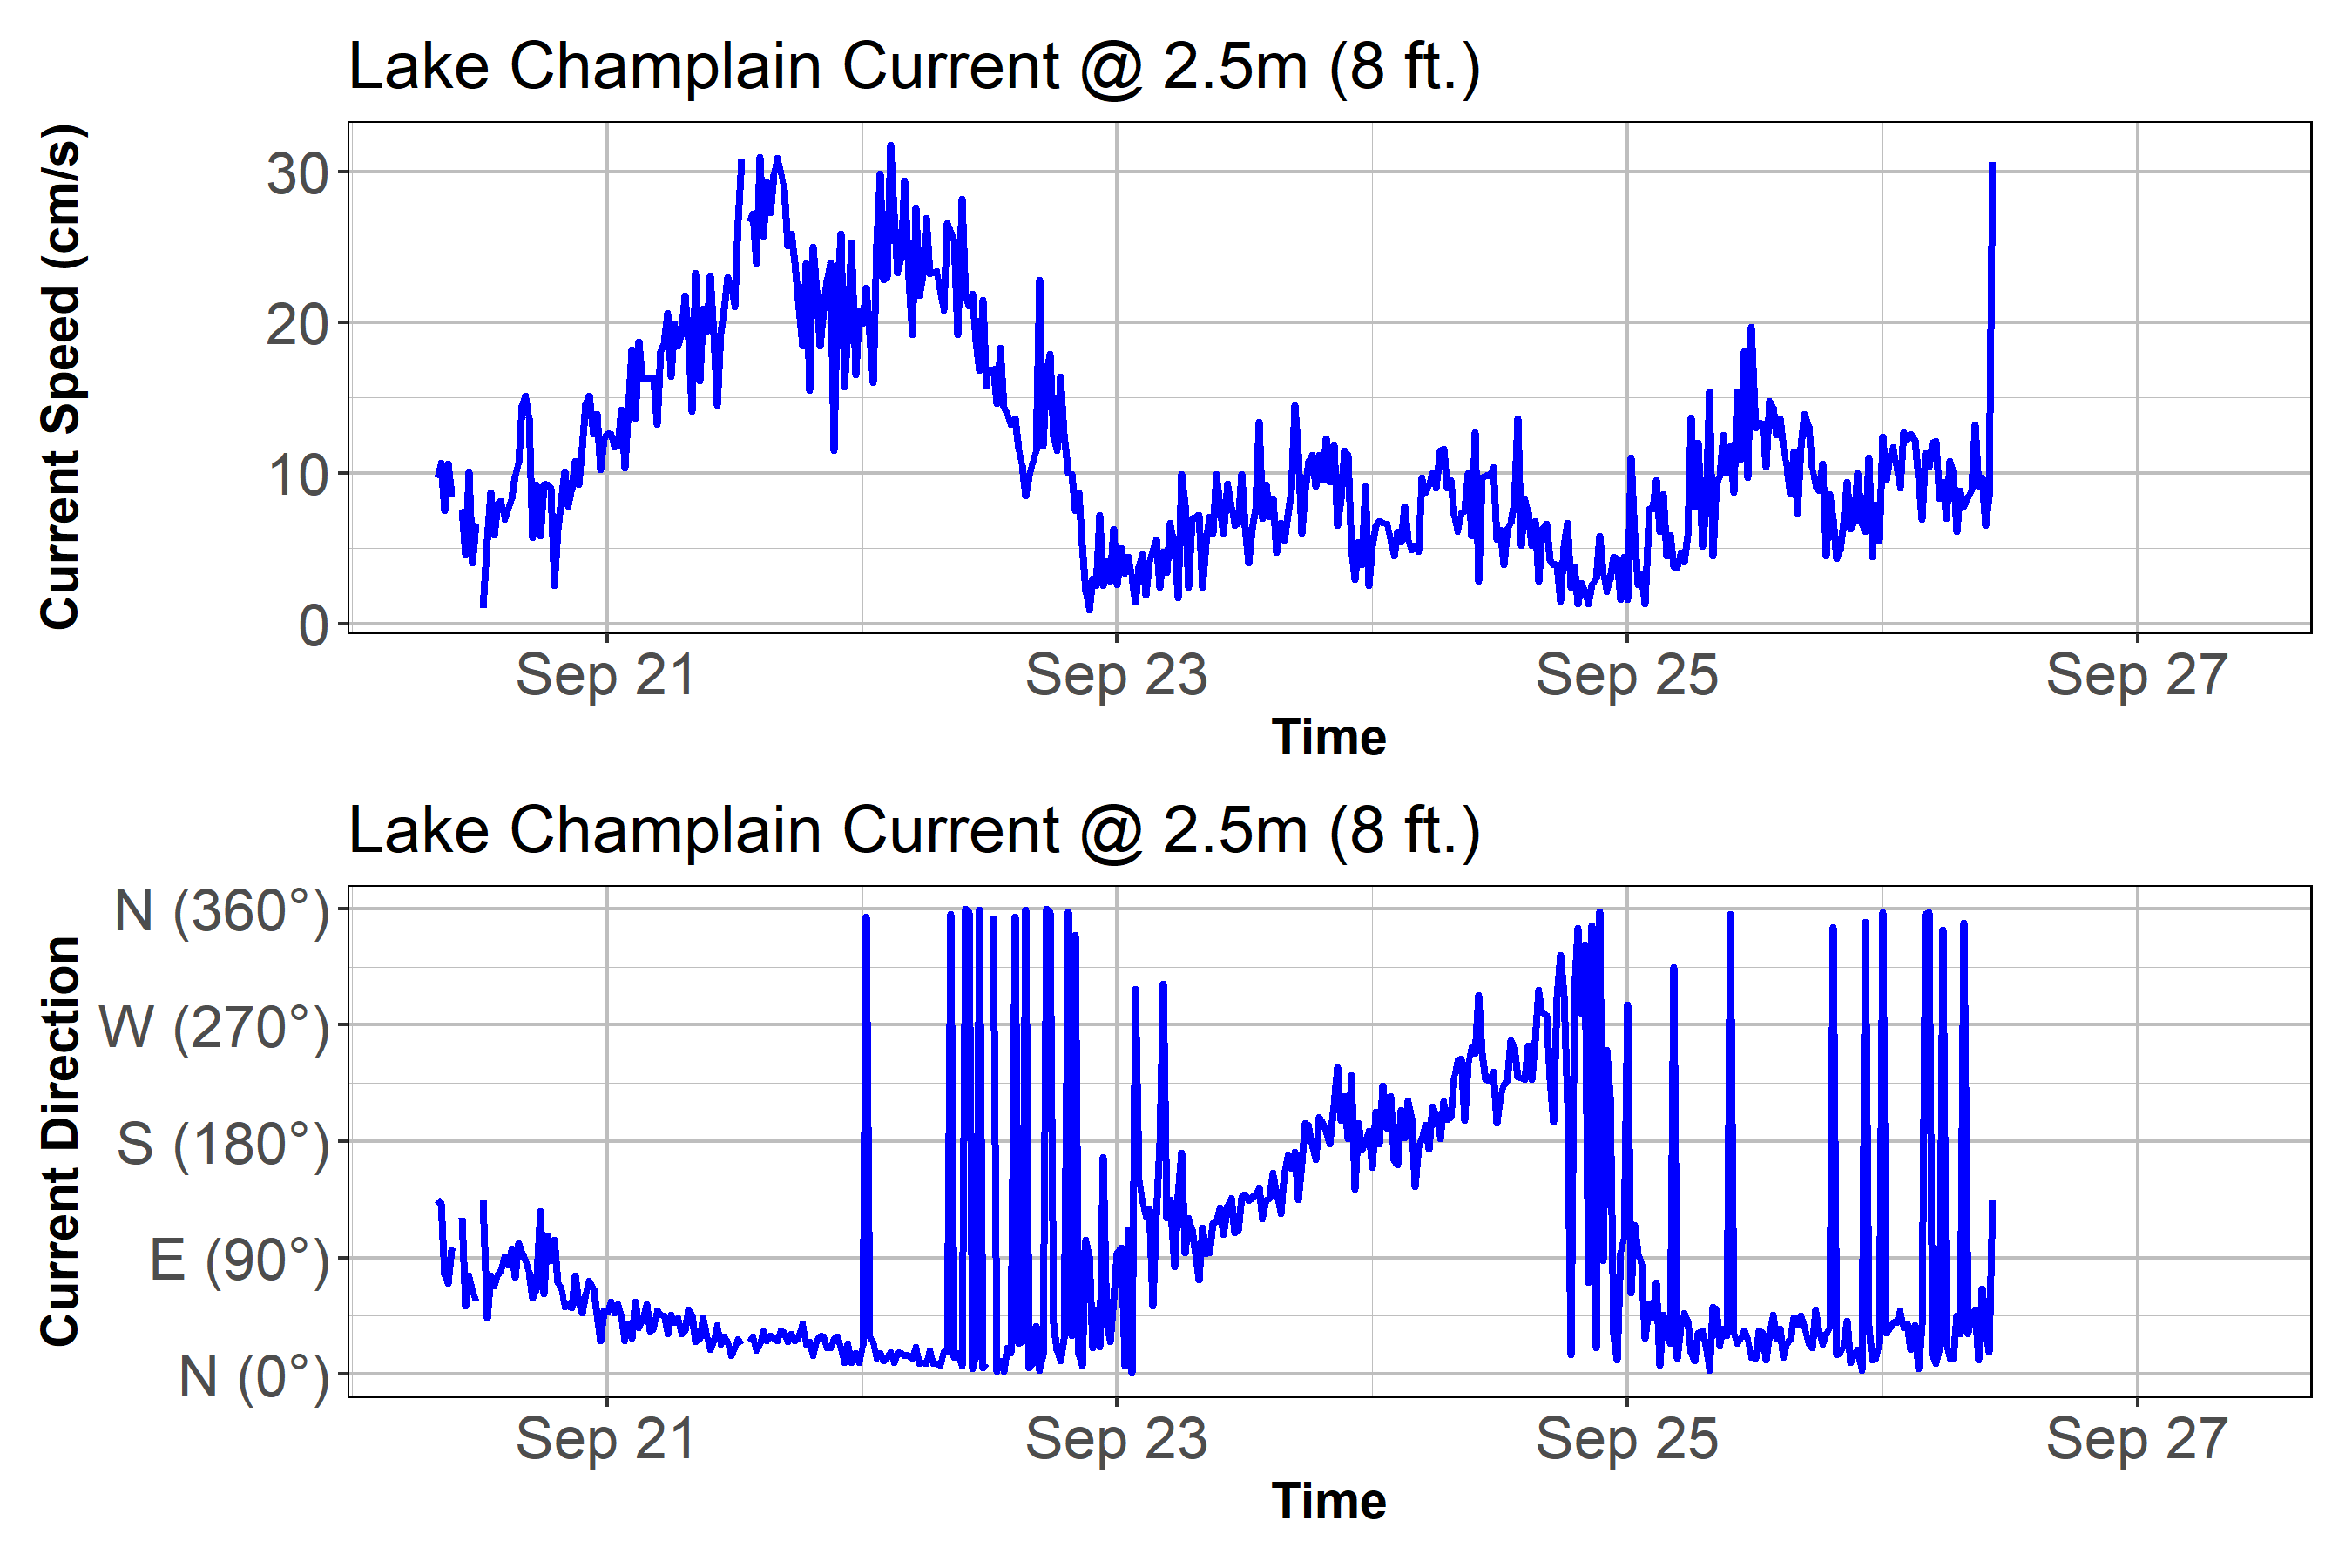 Lake Champlain Current @ 2.5m (8 ft.)
Current Speed (cm/s)
30
20
10
0
Sep 21 Sep 23 Sep 25 Sep 27
Time
Lake Champlain Current @ 2.5m (8 ft.)
Current Direction
N (360°)
W (270°)
S (180°)
E (90°)
N (0°)
Sep 21 Sep 23 Sep 25 Sep 27
Time